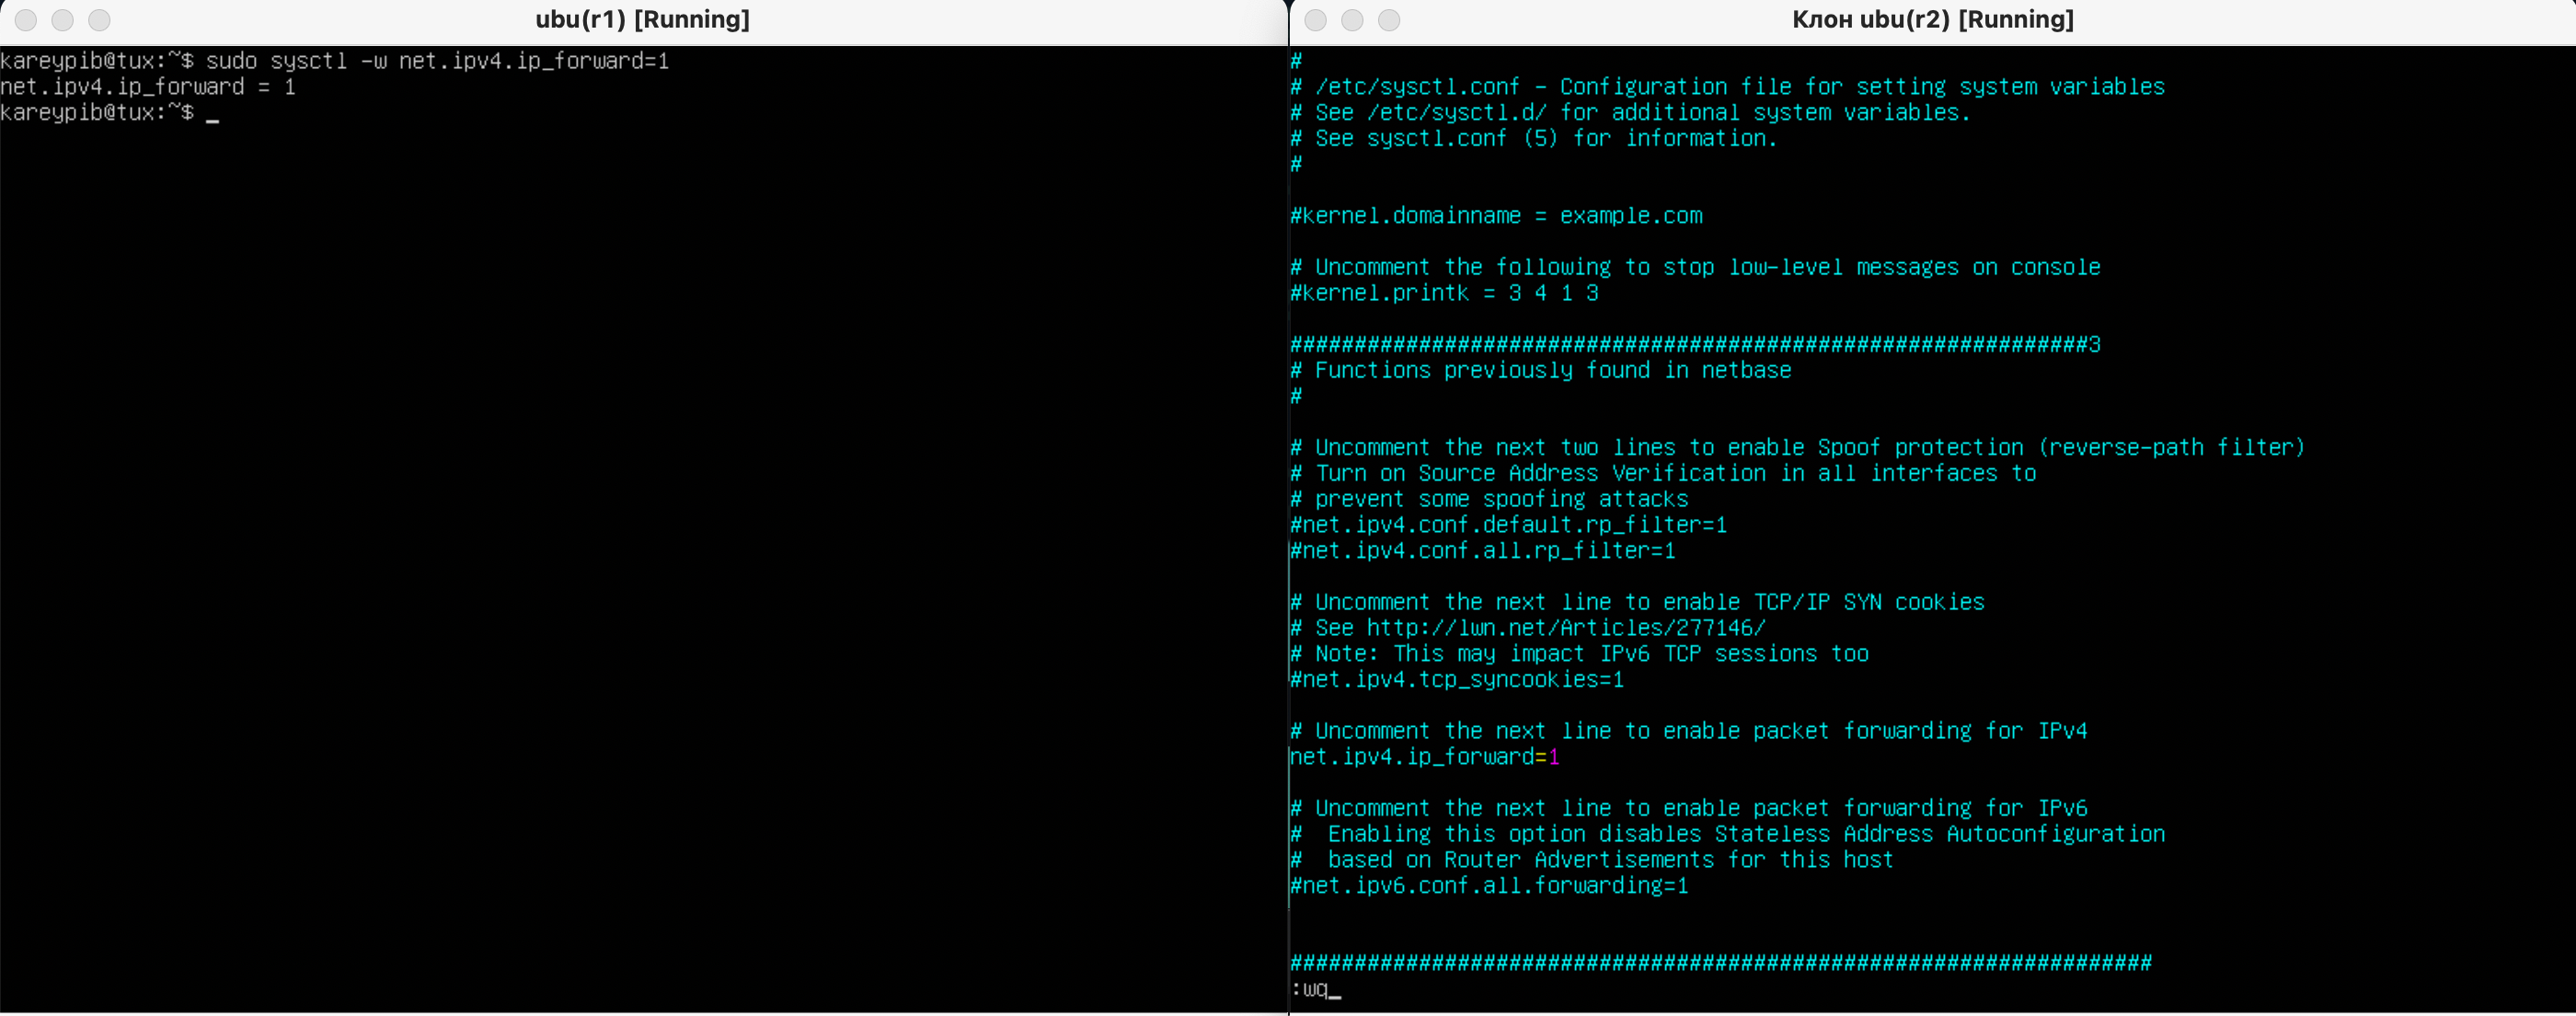 ubu(r1) [Running]
kareypib@tux:~$ sudo sysctl -w net.ipv4.ip_forward=1
net.ipv4.ip_forward = 1
kareypib@tux:~$ _
Клон ubu(r2) [Running]
#
# /etc/sysctl.conf - Configuration file for setting system variables
# See /etc/sysctl.d/ for additional system variables.
# See sysctl.conf (5) for information.
#
#kernel.domainname = example.com
# Uncomment the following to stop low-level messages on console
#kernel.printk = 3 4 1 3
##############################################################3
# Functions previously found in netbase
#
# Uncomment the next two lines to enable Spoof protection (reverse-path filter)
# Turn on Source Address Verification in all interfaces to
# prevent some spoofing attacks
#net.ipv4.conf.default.rp_filter=1
#net.ipv4.conf.all.rp_filter=1
# Uncomment the next line to enable TCP/IP SYN cookies
# See http://lwn.net/Articles/277146/
# Note: This may impact IPv6 TCP sessions too
#net.ipv4.tcp_syncookies=1
# Uncomment the next line to enable packet forwarding for IPv4
net.ipv4.ip_forward=1
# Uncomment the next line to enable packet forwarding for IPv6
#  Enabling this option disables Stateless Address Autoconfiguration
#  based on Router Advertisements for this host
#net.ipv6.conf.all.forwarding=1
###################################################################
:wq_